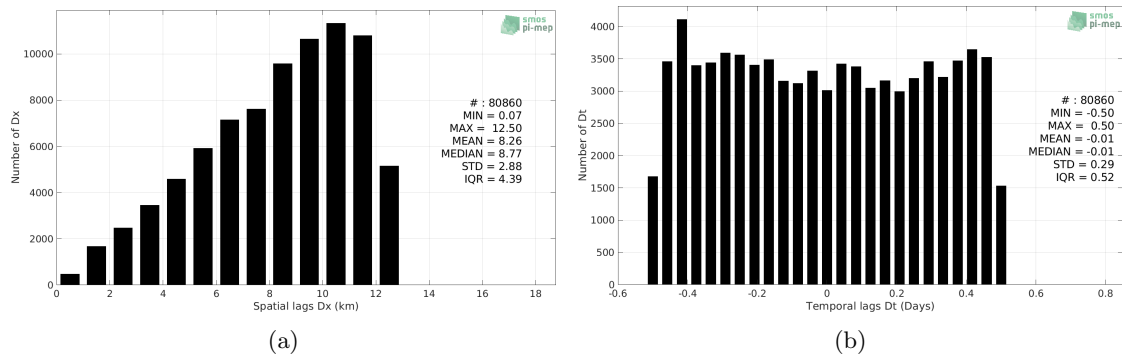 smos
pi-mep
10000
8000
6000
4000
2000
0
Number of Dx
# : 80860
MIN = 0.07
MAX = 12.50
MEAN = 8.26
MEDIAN = 8.77
STD = 2.88
IQR = 4.39
0 2 4 6 8 10 12 14 16 18
Spatial lags Dx (km)
(a)
smos
pi-mep
4000
3500
3000
2500
2000
1500
1000
500
0
Number of Dt
# : 80860
MIN = -0.50
MAX = 0.50
MEAN = -0.01
MEDIAN = -0.01
STD = 0.29
IQR = 0.52
-0.6 -0.4 -0.2 0 0.2 0.4 0.6 0.8
Temporal lags Dt (Days)
(b)